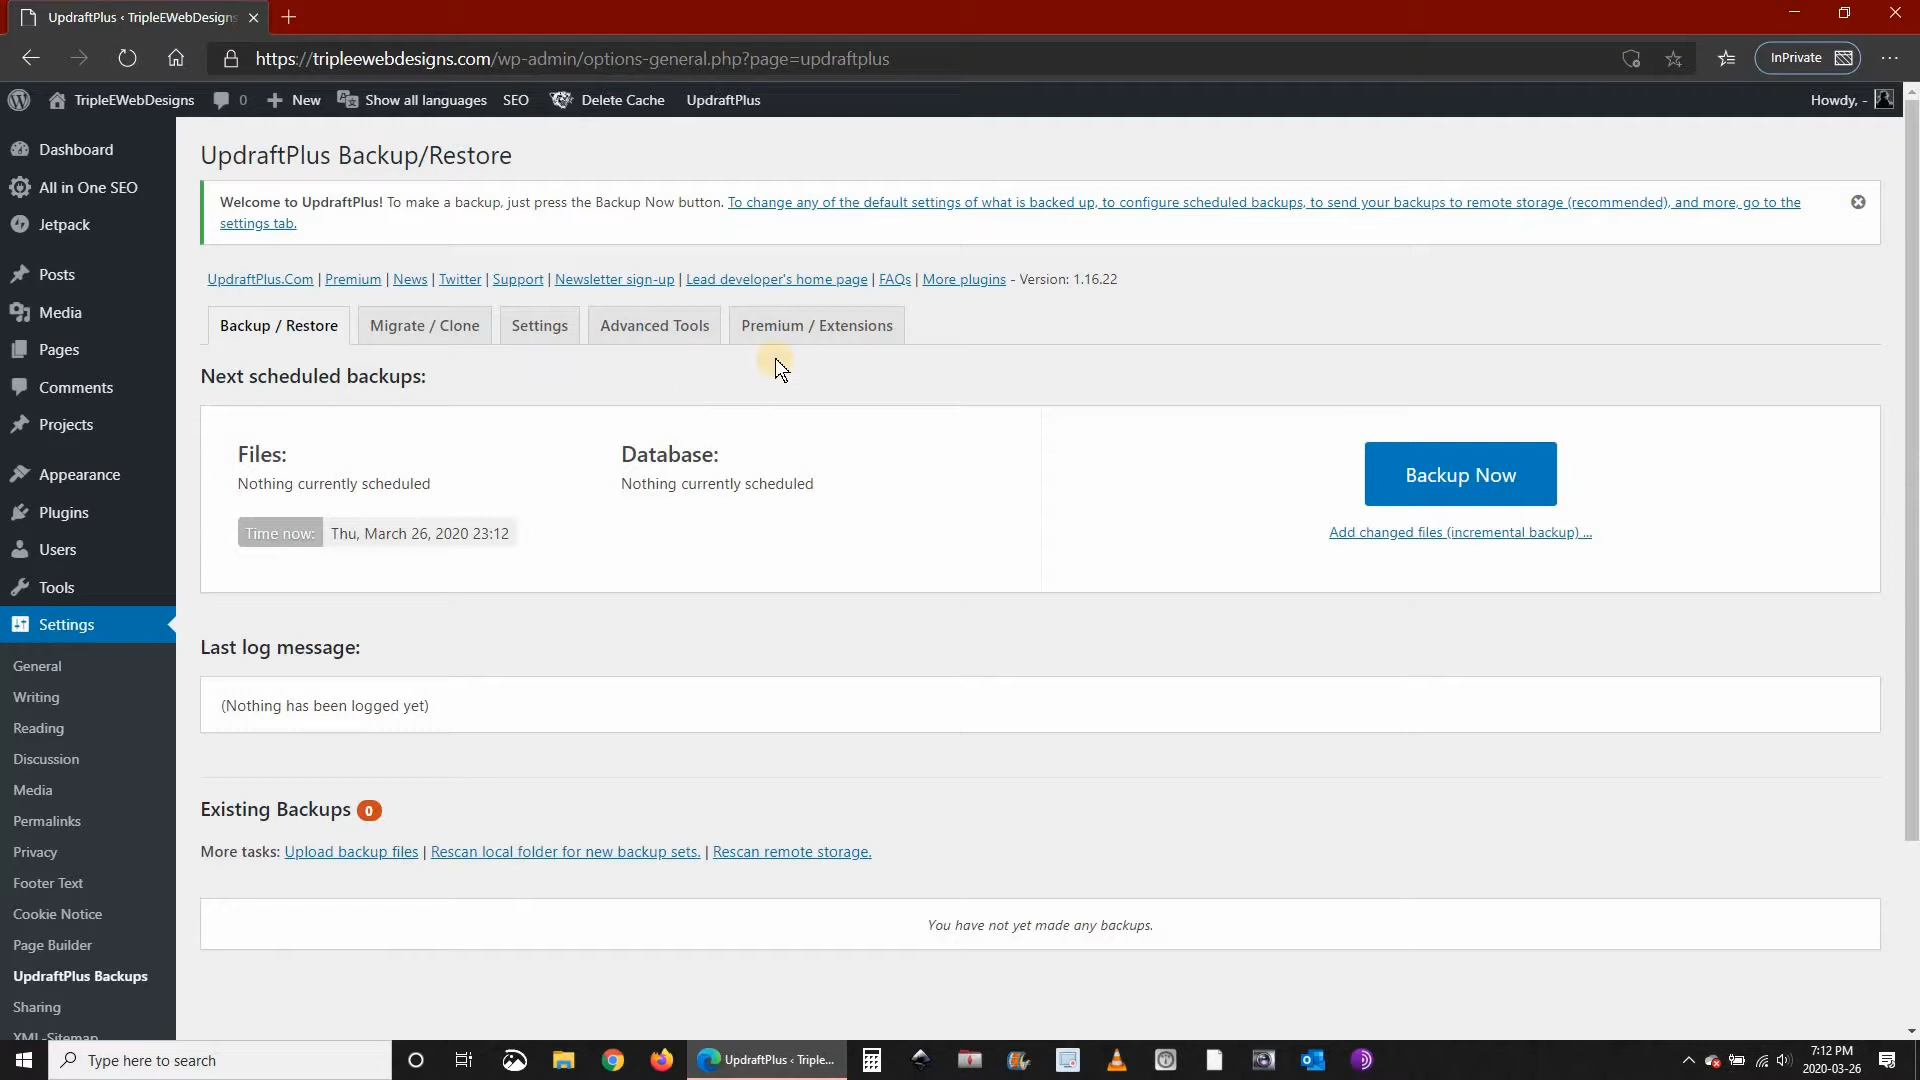 UpdraftPlus ‹ TripleEWebDesigns
https://tripleewebdesigns.com/wp-admin/options-general.php?page=updraftplus
InPrivate
TripleEWebDesigns 0 New Show all languages SEO Delete Cache UpdraftPlus Howdy, -
Dashboard
All in One SEO
Jetpack
Posts
Media
Pages
Comments
Projects
Appearance
Plugins
Users
Tools
Settings
General
Writing
Reading
Discussion
Media
Permalinks
Privacy
Footer Text
Cookie Notice
Page Builder
UpdraftPlus Backups
Sharing
XML-Sitemap
UpdraftPlus Backup/Restore
Welcome to UpdraftPlus! To make a backup, just press the Backup Now button. To change any of the default settings of what is backed up, to configure scheduled backups, to send your backups to remote storage (recommended), and more, go to the
settings tab.
UpdraftPlus.Com | Premium | News | Twitter | Support | Newsletter sign-up | Lead developer's home page | FAQs | More plugins - Version: 1.16.22
Backup / Restore Migrate / Clone Settings Advanced Tools Premium / Extensions
Next scheduled backups:
Files: Database:
Nothing currently scheduled Nothing currently scheduled
Time now: Thu, March 26, 2020 23:12
Backup Now
Add changed files (incremental backup) ...
Last log message:
(Nothing has been logged yet)
Existing Backups 0
More tasks: Upload backup files | Rescan local folder for new backup sets. | Rescan remote storage.
You have not yet made any backups.
Type here to search
UpdraftPlus ‹ Triple...
7:12 PM
2020-03-26